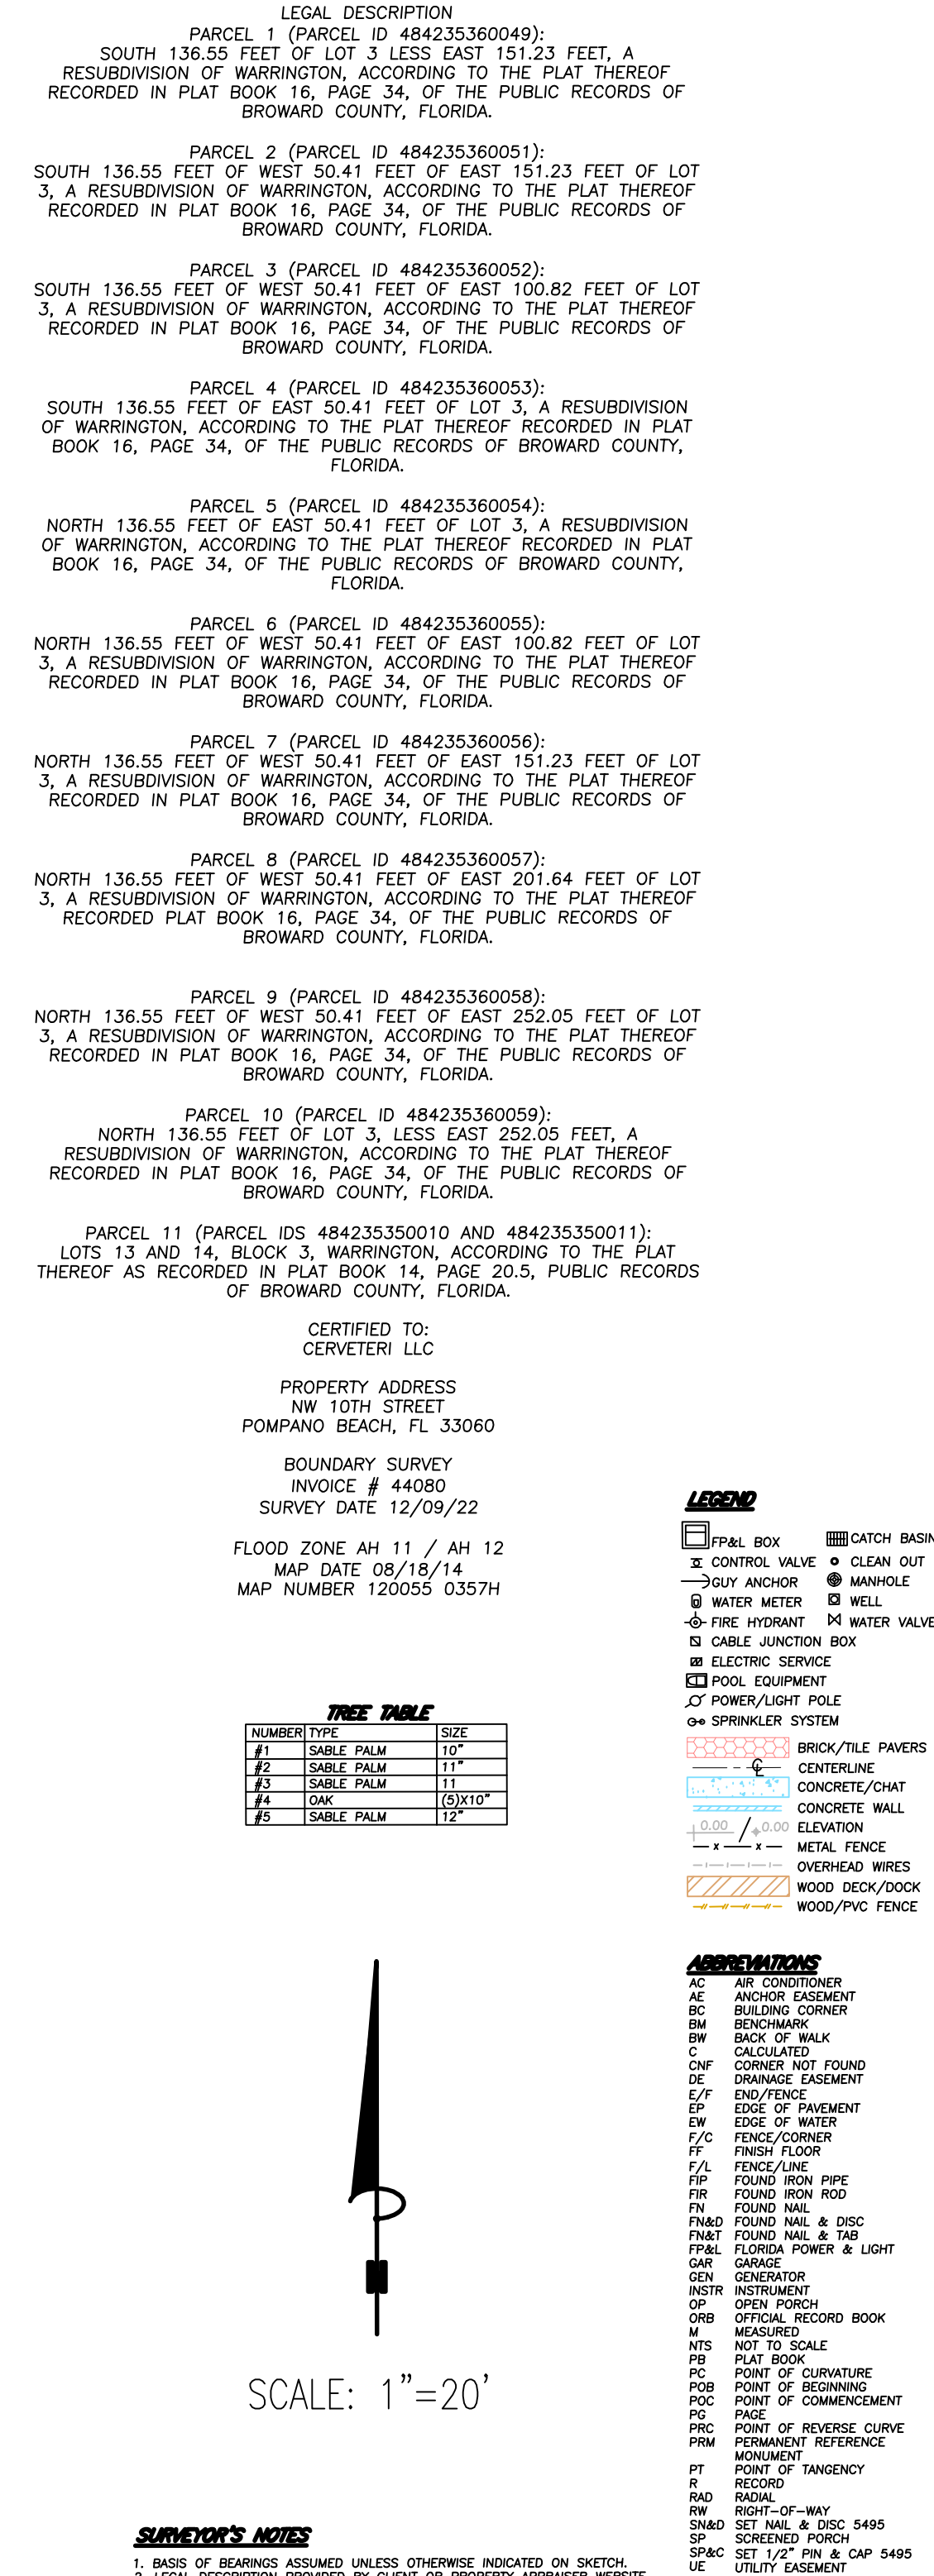 LEGAL DESCRIPTION
PARCEL 1 (PARCEL ID 484235360049):
SOUTH 136.55 FEET OF LOT 3 LESS EAST 151.23 FEET, A
RESUBDIVISION OF WARRINGTON, ACCORDING TO THE PLAT THEREOF
RECORDED IN PLAT BOOK 16, PAGE 34, OF THE PUBLIC RECORDS OF
BROWARD COUNTY, FLORIDA.
PARCEL 2 (PARCEL ID 484235360051):
SOUTH 136.55 FEET OF WEST 50.41 FEET OF EAST 151.23 FEET OF LOT
3, A RESUBDIVISION OF WARRINGTON, ACCORDING TO THE PLAT THEREOF
RECORDED IN PLAT BOOK 16, PAGE 34, OF THE PUBLIC RECORDS OF
BROWARD COUNTY, FLORIDA.
PARCEL 3 (PARCEL ID 484235360052):
SOUTH 136.55 FEET OF WEST 50.41 FEET OF EAST 100.82 FEET OF LOT
3, A RESUBDIVISION OF WARRINGTON, ACCORDING TO THE PLAT THEREOF
RECORDED IN PLAT BOOK 16, PAGE 34, OF THE PUBLIC RECORDS OF
BROWARD COUNTY, FLORIDA.
PARCEL 4 (PARCEL ID 484235360053):
SOUTH 136.55 FEET OF EAST 50.41 FEET OF LOT 3, A RESUBDIVISION
OF WARRINGTON, ACCORDING TO THE PLAT THEREOF RECORDED IN PLAT
BOOK 16, PAGE 34, OF THE PUBLIC RECORDS OF BROWARD COUNTY,
FLORIDA.
PARCEL 5 (PARCEL ID 484235360054):
NORTH 136.55 FEET OF EAST 50.41 FEET OF LOT 3, A RESUBDIVISION
OF WARRINGTON, ACCORDING TO THE PLAT THEREOF RECORDED IN PLAT
BOOK 16, PAGE 34, OF THE PUBLIC RECORDS OF BROWARD COUNTY,
FLORIDA.
PARCEL 6 (PARCEL ID 484235360055):
NORTH 136.55 FEET OF WEST 50.41 FEET OF EAST 100.82 FEET OF LOT
3, A RESUBDIVISION OF WARRINGTON, ACCORDING TO THE PLAT THEREOF
RECORDED IN PLAT BOOK 16, PAGE 34, OF THE PUBLIC RECORDS OF
BROWARD COUNTY, FLORIDA.
PARCEL 7 (PARCEL ID 484235360056):
NORTH 136.55 FEET OF WEST 50.41 FEET OF EAST 151.23 FEET OF LOT
3, A RESUBDIVISION OF WARRINGTON, ACCORDING TO THE PLAT THEREOF
RECORDED IN PLAT BOOK 16, PAGE 34, OF THE PUBLIC RECORDS OF
BROWARD COUNTY, FLORIDA.
PARCEL 8 (PARCEL ID 484235360057):
NORTH 136.55 FEET OF WEST 50.41 FEET OF EAST 201.64 FEET OF LOT
3, A RESUBDIVISION OF WARRINGTON, ACCORDING TO THE PLAT THEREOF
RECORDED PLAT BOOK 16, PAGE 34, OF THE PUBLIC RECORDS OF
BROWARD COUNTY, FLORIDA.
PARCEL 9 (PARCEL ID 484235360058):
NORTH 136.55 FEET OF WEST 50.41 FEET OF EAST 252.05 FEET OF LOT
3, A RESUBDIVISION OF WARRINGTON, ACCORDING TO THE PLAT THEREOF
RECORDED IN PLAT BOOK 16, PAGE 34, OF THE PUBLIC RECORDS OF
BROWARD COUNTY, FLORIDA.
PARCEL 10 (PARCEL ID 484235360059):
NORTH 136.55 FEET OF LOT 3, LESS EAST 252.05 FEET, A
RESUBDIVISION OF WARRINGTON, ACCORDING TO THE PLAT THEREOF
RECORDED IN PLAT BOOK 16, PAGE 34, OF THE PUBLIC RECORDS OF
BROWARD COUNTY, FLORIDA.
PARCEL 11 (PARCEL IDS 484235350010 AND 484235350011):
LOTS 13 AND 14, BLOCK 3, WARRINGTON, ACCORDING TO THE PLAT
THEREOF AS RECORDED IN PLAT BOOK 14, PAGE 20.5, PUBLIC RECORDS
OF BROWARD COUNTY, FLORIDA.
CERTIFIED TO:
CERVETERI LLC
PROPERTY ADDRESS
NW 10TH STREET
POMPANO BEACH, FL 33060
BOUNDARY SURVEY
INVOICE # 44080
SURVEY DATE 12/09/22
FLOOD ZONE AH 11 / AH 12
MAP DATE 08/18/14
MAP NUMBER 120055 0357H
TREE TABLE
NUMBER TYPE SIZE
#1 SABLE PALM 10"
#2 SABLE PALM 11"
#3 SABLE PALM 11
#4 OAK (5)X10"
#5 SABLE PALM 12"
SCALE: 1"=20'
LEGEND
FP&L BOX CATCH BASIN
CONTROL VALVE CLEAN OUT
GUY ANCHOR MANHOLE
WATER METER WELL
FIRE HYDRANT WATER VALVE
CABLE JUNCTION BOX
ELECTRIC SERVICE
POOL EQUIPMENT
POWER/LIGHT POLE
SPRINKLER SYSTEM
BRICK/TILE PAVERS
CENTERLINE
CONCRETE/CHAT
CONCRETE WALL
0.00 / 0.00 ELEVATION
x x METAL FENCE
OVERHEAD WIRES
WOOD DECK/DOCK
WOOD/PVC FENCE
ABBREVIATIONS
AC AIR CONDITIONER
AE ANCHOR EASEMENT
BC BUILDING CORNER
BM BENCHMARK
BW BACK OF WALK
C CALCULATED
CNF CORNER NOT FOUND
DE DRAINAGE EASEMENT
E/F END/FENCE
EP EDGE OF PAVEMENT
EW EDGE OF WATER
F/C FENCE/CORNER
FF FINISH FLOOR
F/L FENCE/LINE
FIP FOUND IRON PIPE
FIR FOUND IRON ROD
FN FOUND NAIL
FN&D FOUND NAIL & DISC
FN&T FOUND NAIL & TAB
FP&L FLORIDA POWER & LIGHT
GAR GARAGE
GEN GENERATOR
INSTR INSTRUMENT
OP OPEN PORCH
ORB OFFICIAL RECORD BOOK
M MEASURED
NTS NOT TO SCALE
PB PLAT BOOK
PC POINT OF CURVATURE
POB POINT OF BEGINNING
POC POINT OF COMMENCEMENT
PG PAGE
PRC POINT OF REVERSE CURVE
PRM PERMANENT REFERENCE
MONUMENT
PT POINT OF TANGENCY
R RECORD
RAD RADIAL
RW RIGHT-OF-WAY
SN&D SET NAIL & DISC 5495
SP SCREENED PORCH
SP&C SET 1/2" PIN & CAP 5495
UE UTILITY EASEMENT
SURVEYOR'S NOTES
1. BASIS OF BEARINGS ASSUMED UNLESS OTHERWISE INDICATED ON SKETCH.
2. LEGAL DESCRIPTION PROVIDED BY CLIENT OR PROPERTY APPRAISER WEBSITE.